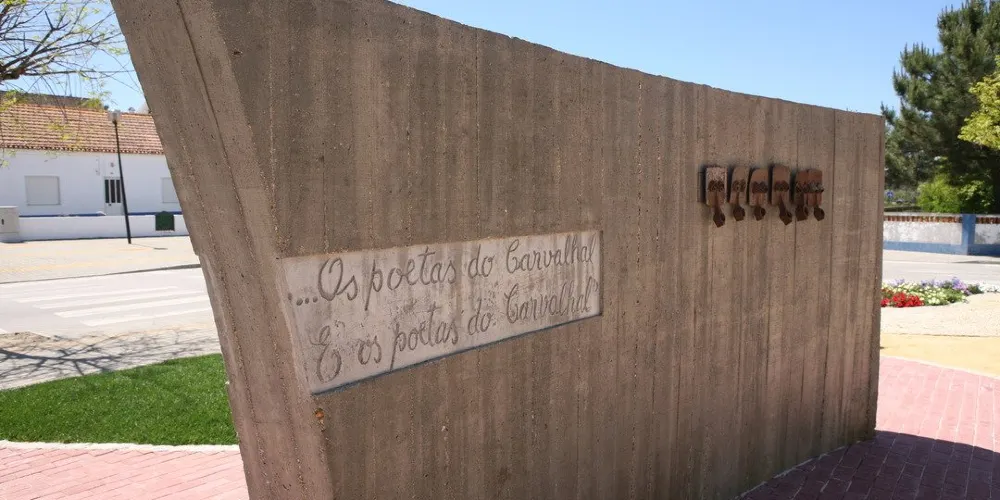 "...Os poetas do Carvalhal
E os poetas do Carvalhal"